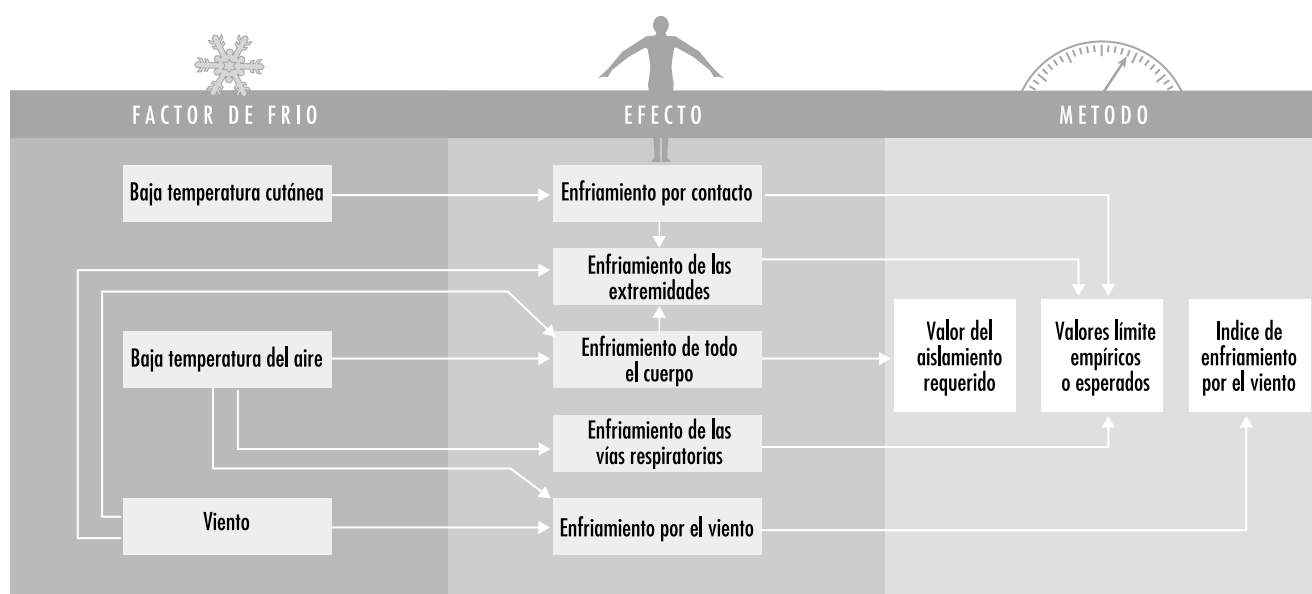 FACTOR DE FRIO
EFECTO
METODO
Baja temperatura cutánea
Enfriamiento por contacto
Enfriamiento de las
extremidades
Baja temperatura del aire
Enfriamiento de todo
el cuerpo
Valor del
aislamiento
requerido
Valores límite
empíricos
o esperados
Indice de
enfriamiento
por el viento
Enfriamiento de las
vías respiratorias
Viento
Enfriamiento por el viento